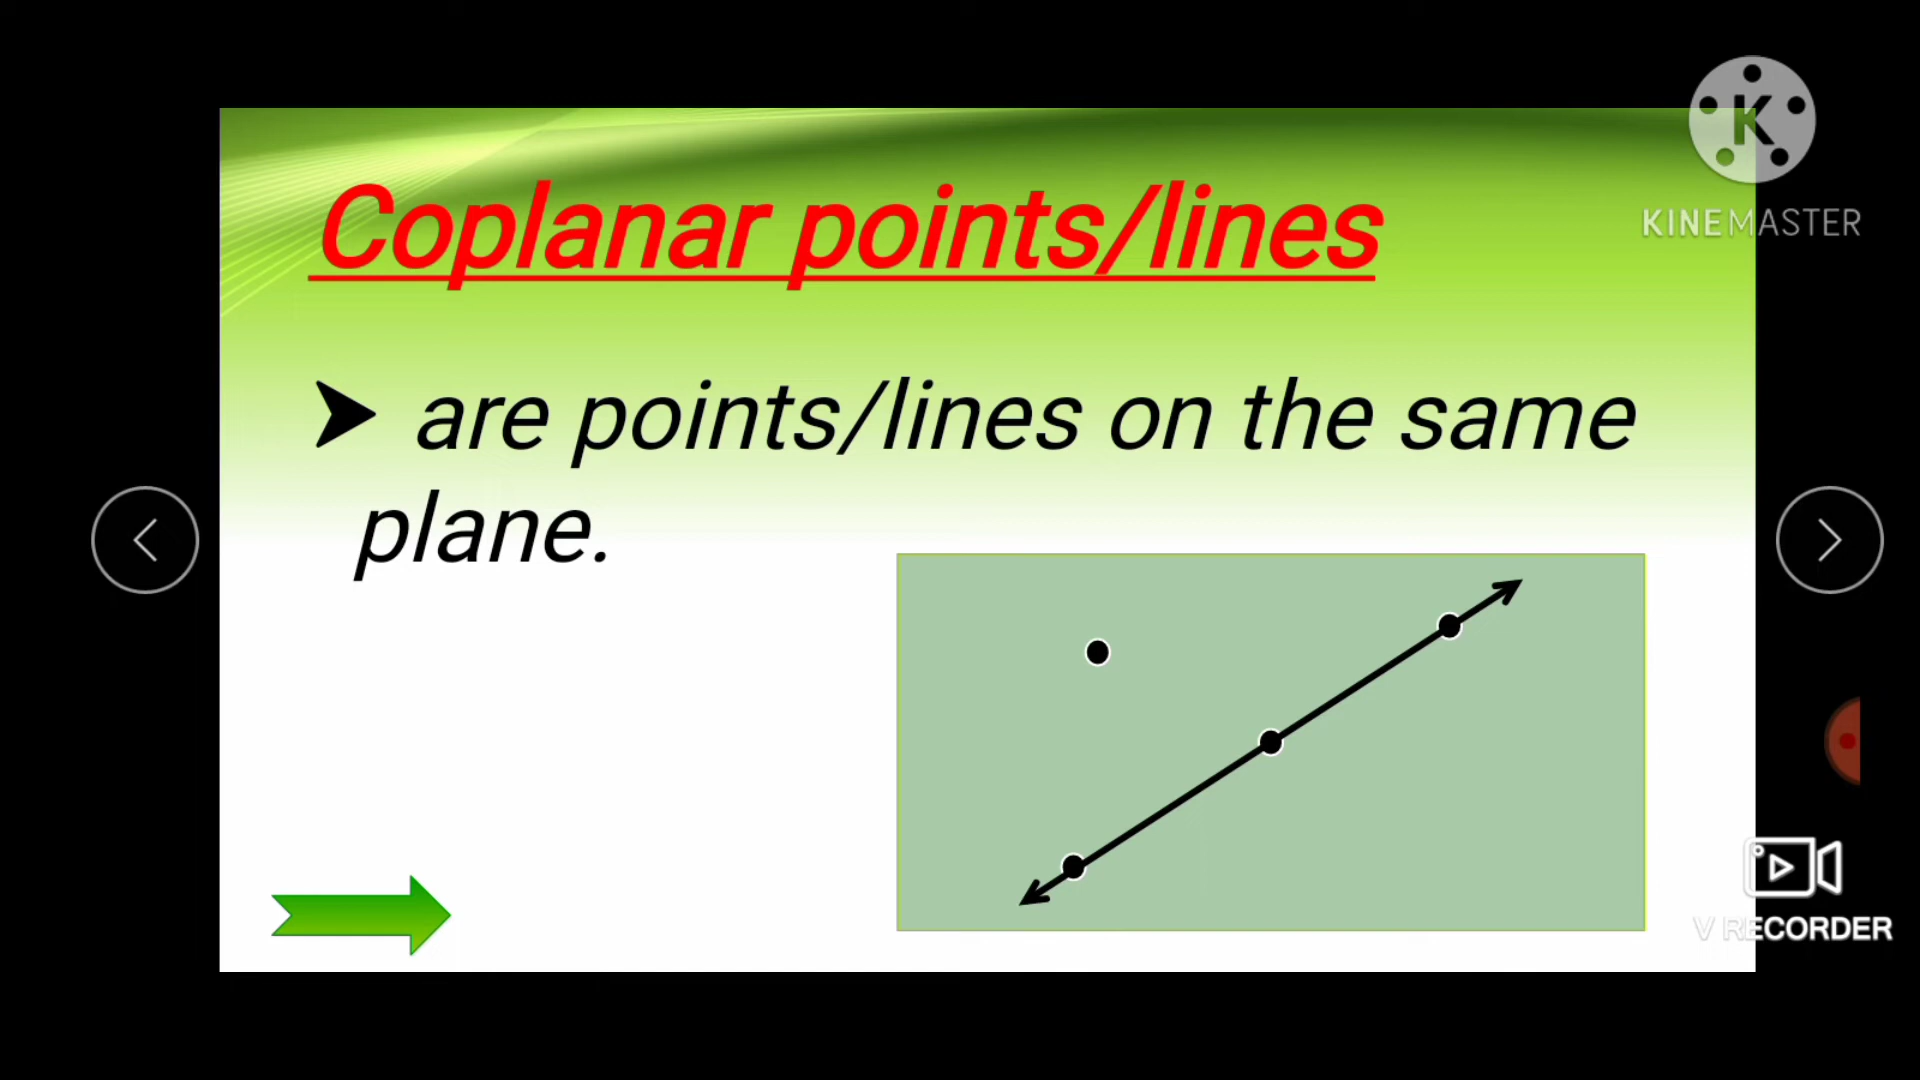 Coplanar points/lines
➤ are points/lines on the same
plane.
K
KINEMASTER
V RECORDER